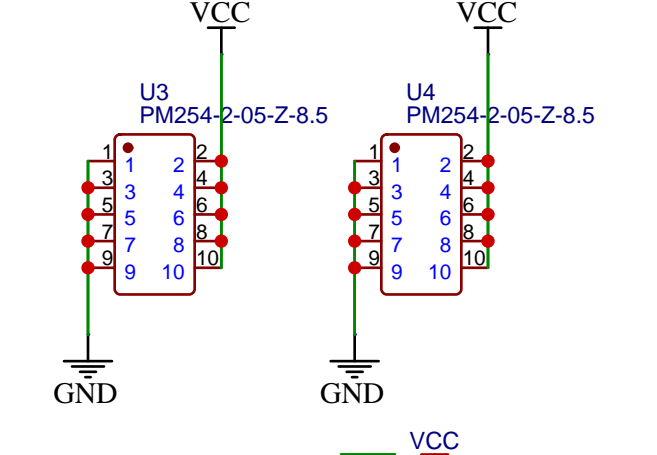 VCC VCC
U3 U4
PM254-2-05-Z-8.5 PM254-2-05-Z-8.5
1 1 2 2 1 1 2 2
3 3 4 4 3 3 4 4
5 5 6 6 5 5 6 6
7 7 8 8 7 7 8 8
9 9 10 10 9 9 10 10
GND GND
VCC